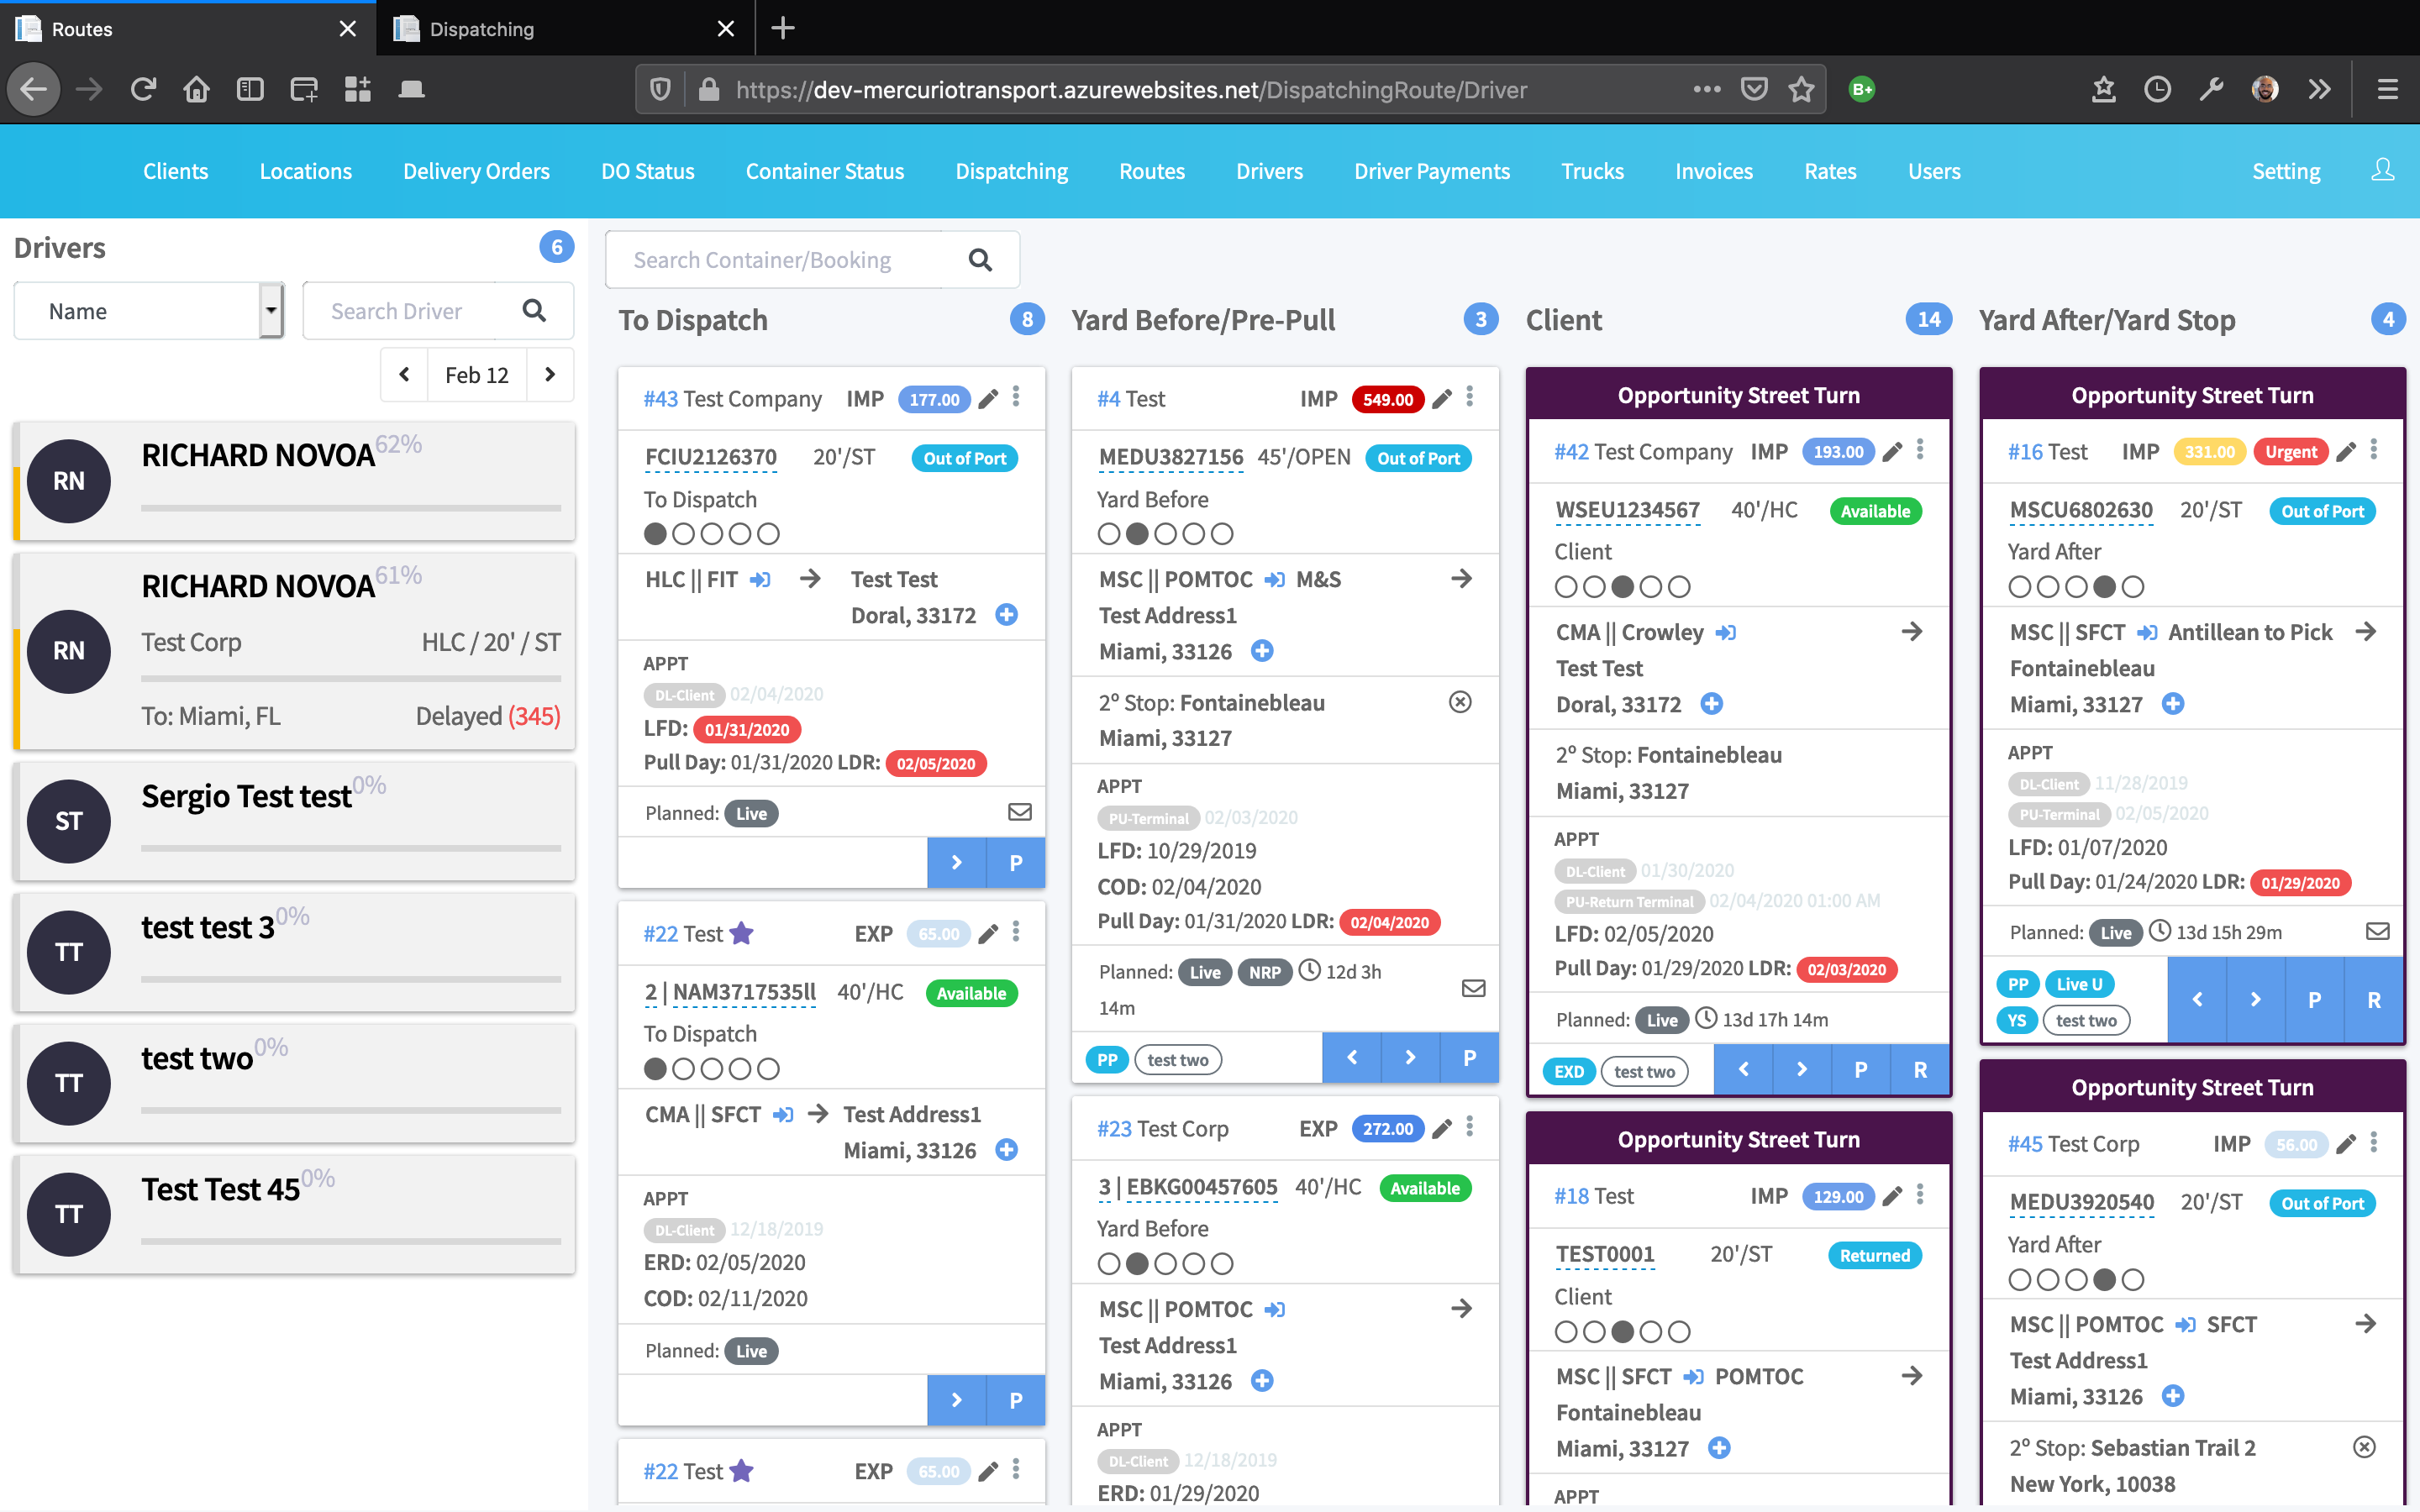 Routes
Dispatching
https://dev-mercuriotransport.azurewebsites.net/DispatchingRoute/Driver
B+
Clients Locations Delivery Orders DO Status Container Status Dispatching Routes Drivers Driver Payments Trucks Invoices Rates Users Setting
Drivers 6
Name
Search Driver
Feb 12
RN RICHARD NOVOA 62%
RN RICHARD NOVOA 61%
Test Corp HLC / 20' / ST
To: Miami, FL Delayed (345)
ST Sergio Test test 0%
TT test test 3 0%
TT test two 0%
TT Test Test 45 0%
Search Container/Booking
To Dispatch 8
#43 Test Company IMP 177.00
FCIU2126370 20'/ST Out of Port
To Dispatch
HLC || FIT Test Test
Doral, 33172
APPT
DL-Client 02/04/2020
LFD: 01/31/2020
Pull Day: 01/31/2020 LDR: 02/05/2020
Planned: Live
P
#22 Test EXP 65.00
2 | NAM3717535ll 40'/HC Available
To Dispatch
CMA || SFCT Test Address1
Miami, 33126
APPT
DL-Client 12/18/2019
ERD: 02/05/2020
COD: 02/11/2020
Planned: Live
P
#22 Test EXP 65.00
Yard Before/Pre-Pull 3
#4 Test IMP 549.00
MEDU3827156 45'/OPEN Out of Port
Yard Before
MSC || POMTOC M&S
Test Address1
Miami, 33126
2º Stop: Fontainebleau
Miami, 33127
APPT
PU-Terminal 02/03/2020
LFD: 10/29/2019
COD: 02/04/2020
Pull Day: 01/31/2020 LDR: 02/04/2020
Planned: Live NRP 12d 3h
14m
PP test two P
#23 Test Corp EXP 272.00
3 | EBKG00457605 40'/HC Available
Yard Before
MSC || POMTOC
Test Address1
Miami, 33126
APPT
DL-Client 12/18/2019
ERD: 01/29/2020
Client 14
Opportunity Street Turn
#42 Test Company IMP 193.00
WSEU1234567 40'/HC Available
Client
CMA || Crowley
Test Test
Doral, 33172
2º Stop: Fontainebleau
Miami, 33127
APPT
DL-Client 01/30/2020
PU-Return Terminal 02/04/2020 01:00 AM
LFD: 02/05/2020
Pull Day: 01/29/2020 LDR: 02/03/2020
Planned: Live 13d 17h 14m
EXD test two P R
Opportunity Street Turn
#18 Test IMP 129.00
TEST0001 20'/ST Returned
Client
MSC || SFCT POMTOC
Fontainebleau
Miami, 33127
APPT
Yard After/Yard Stop 4
Opportunity Street Turn
#16 Test IMP 331.00 Urgent
MSCU6802630 20'/ST Out of Port
Yard After
MSC || SFCT Antillean to Pick
Fontainebleau
Miami, 33127
APPT
DL-Client 11/28/2019
PU-Terminal 02/05/2020
LFD: 01/07/2020
Pull Day: 01/24/2020 LDR: 01/29/2020
Planned: Live 13d 15h 29m
PP Live U
YS test two P R
Opportunity Street Turn
#45 Test Corp IMP 56.00
MEDU3920540 20'/ST Out of Port
Yard After
MSC || POMTOC SFCT
Test Address1
Miami, 33126
2º Stop: Sebastian Trail 2
New York, 10038